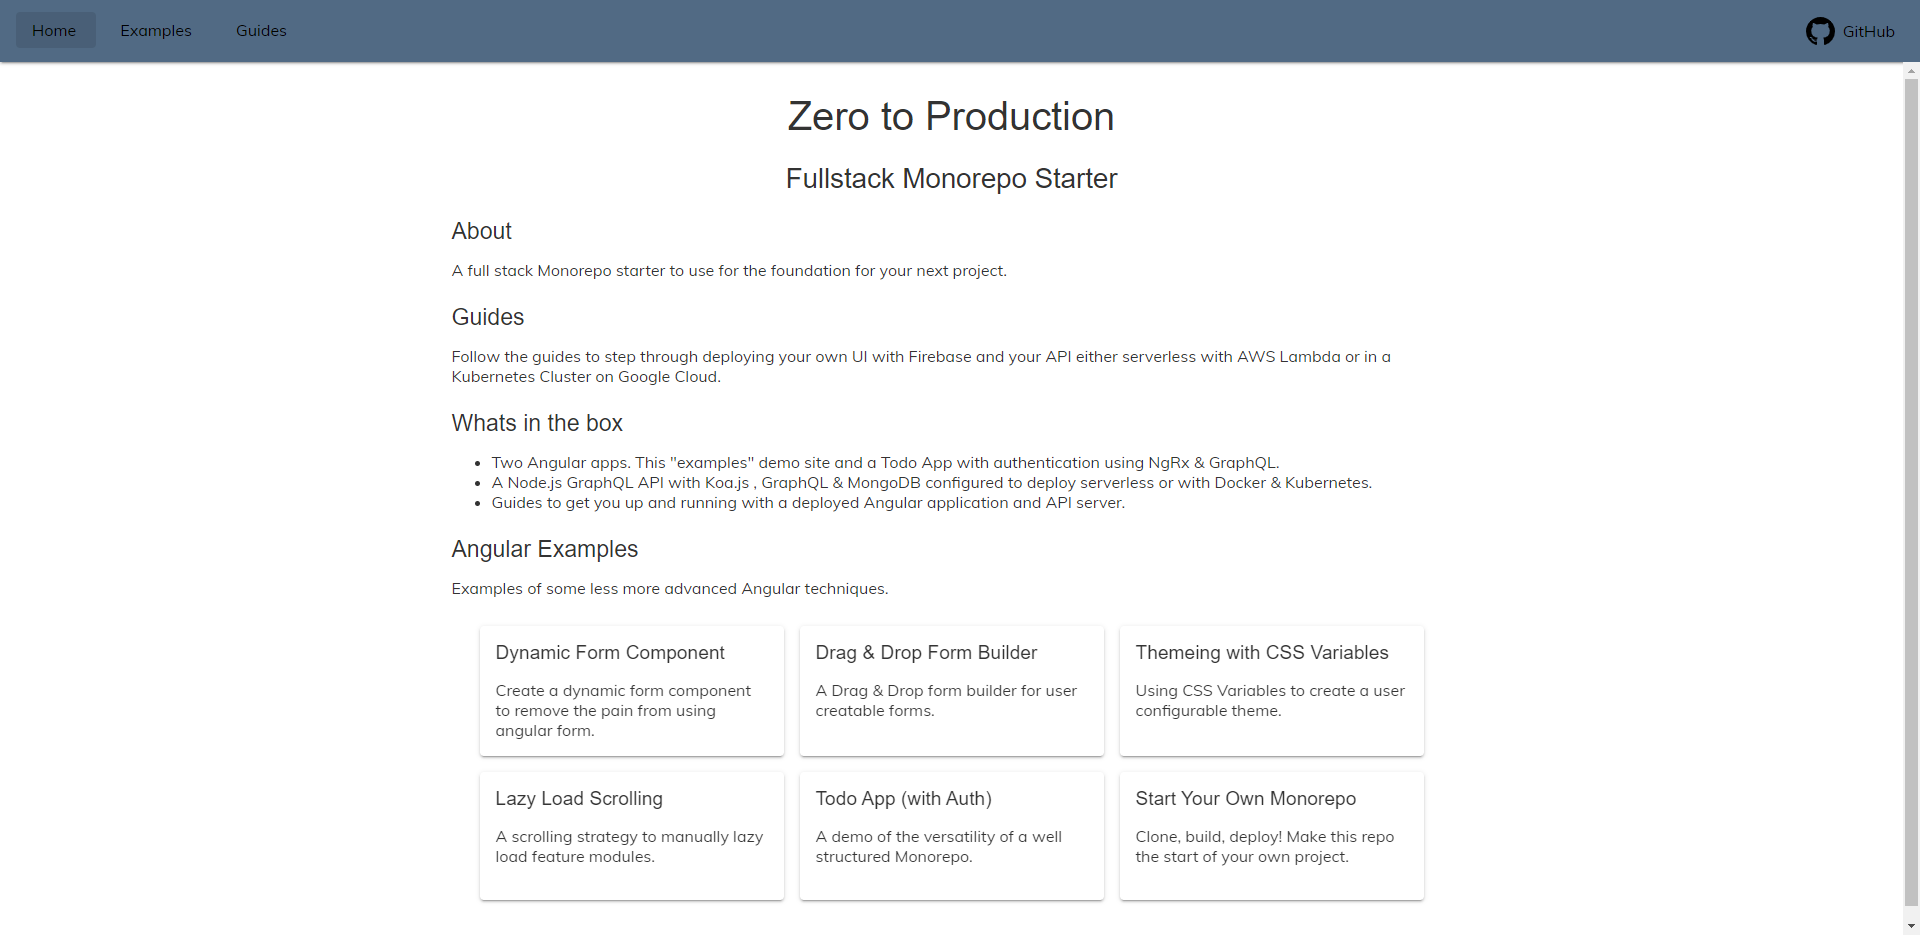 Home Examples Guides GitHub
Zero to Production
Fullstack Monorepo Starter
About
A full stack Monorepo starter to use for the foundation for your next project.
Guides
Follow the guides to step through deploying your own UI with Firebase and your API either serverless with AWS Lambda or in a
Kubernetes Cluster on Google Cloud.
Whats in the box
• Two Angular apps. This "examples" demo site and a Todo App with authentication using NgRx & GraphQL.
• A Node.js GraphQL API with Koa.js , GraphQL & MongoDB configured to deploy serverless or with Docker & Kubernetes.
• Guides to get you up and running with a deployed Angular application and API server.
Angular Examples
Examples of some less more advanced Angular techniques.
Dynamic Form Component
Create a dynamic form component
to remove the pain from using
angular form.
Drag & Drop Form Builder
A Drag & Drop form builder for user
creatable forms.
Themeing with CSS Variables
Using CSS Variables to create a user
configurable theme.
Lazy Load Scrolling
A scrolling strategy to manually lazy
load feature modules.
Todo App (with Auth)
A demo of the versatility of a well
structured Monorepo.
Start Your Own Monorepo
Clone, build, deploy! Make this repo
the start of your own project.